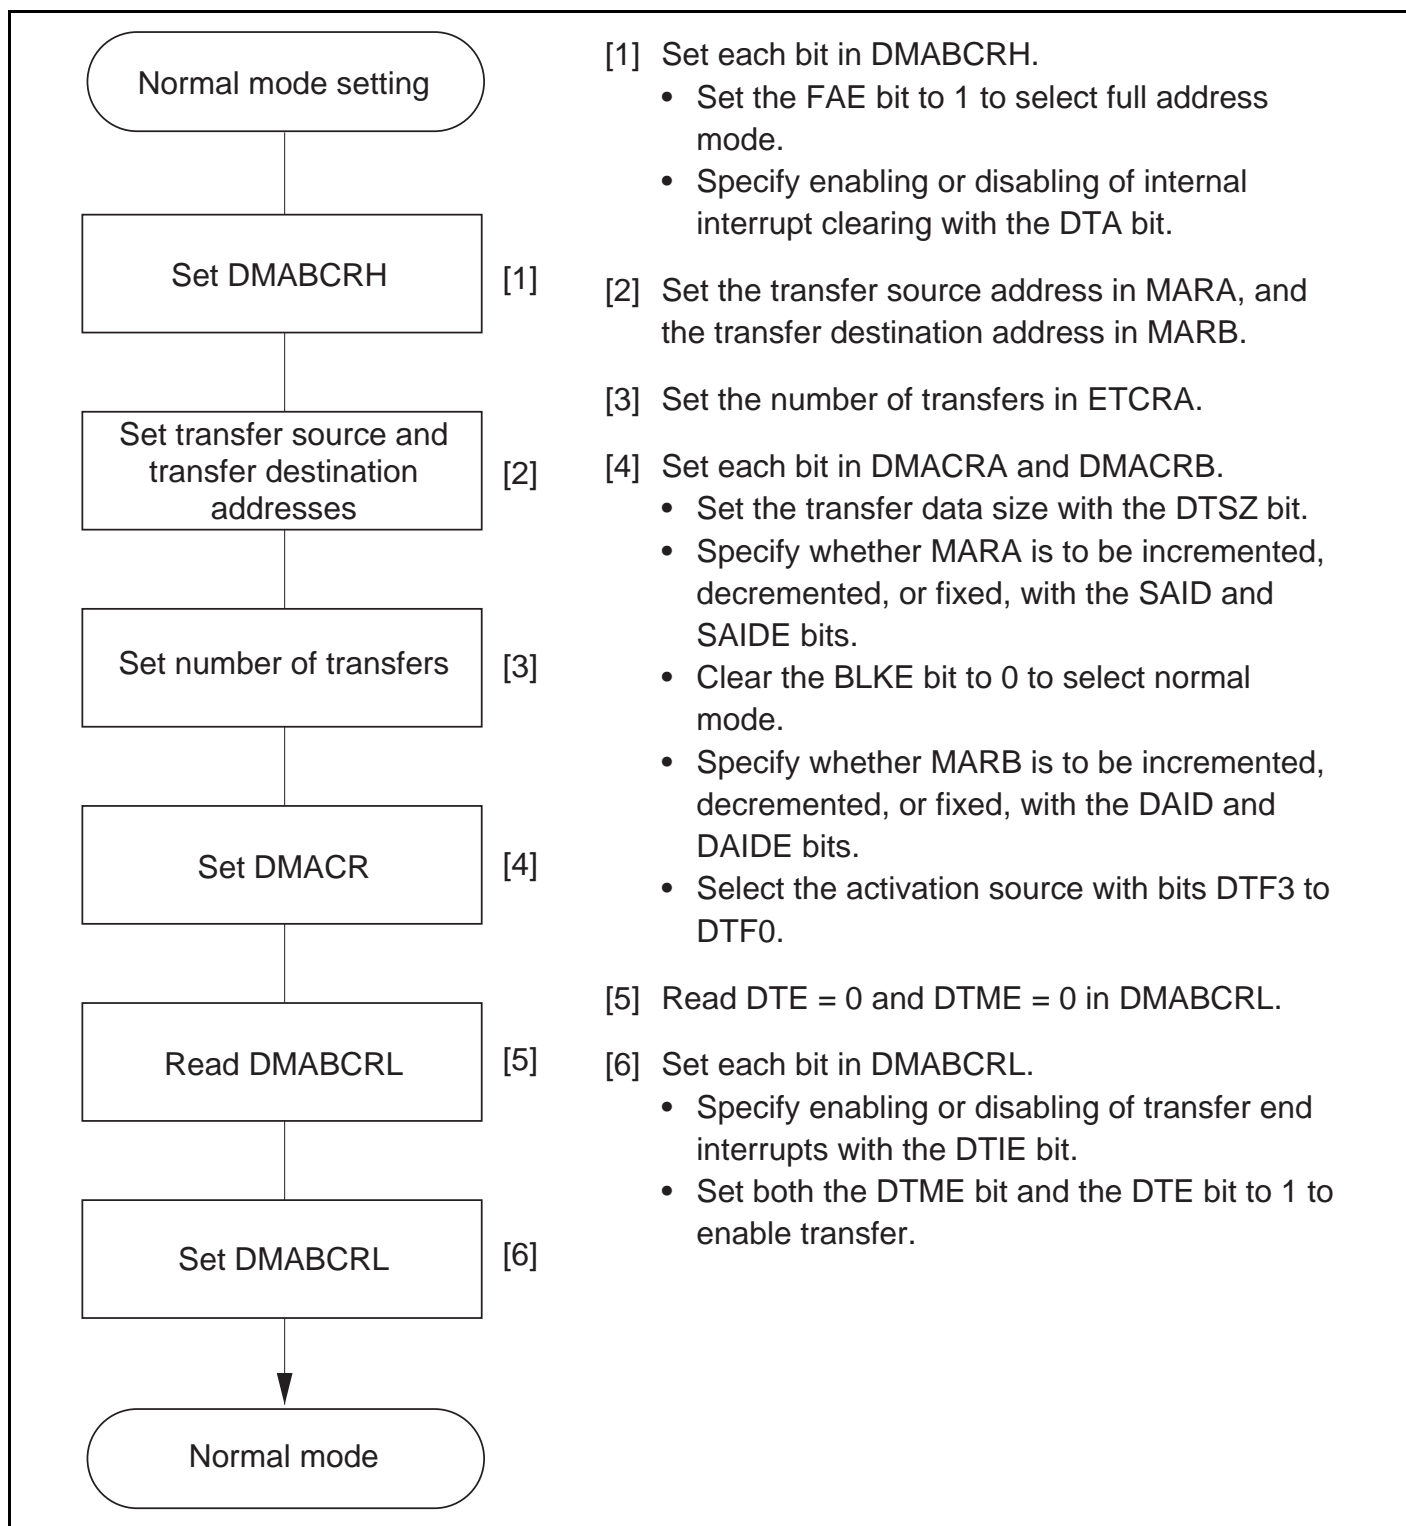 Normal mode setting
Set DMABCRH
[1]
Set transfer source and
transfer destination
addresses
[2]
Set number of transfers
[3]
Set DMACR
[4]
Read DMABCRL
[5]
Set DMABCRL
[6]
Normal mode
[1] Set each bit in DMABCRH.
• Set the FAE bit to 1 to select full address
mode.
• Specify enabling or disabling of internal
interrupt clearing with the DTA bit.
[2] Set the transfer source address in MARA, and
the transfer destination address in MARB.
[3] Set the number of transfers in ETCRA.
[4] Set each bit in DMACRA and DMACRB.
• Set the transfer data size with the DTSZ bit.
• Specify whether MARA is to be incremented,
decremented, or fixed, with the SAID and
SAIDE bits.
• Clear the BLKE bit to 0 to select normal
mode.
• Specify whether MARB is to be incremented,
decremented, or fixed, with the DAID and
DAIDE bits.
• Select the activation source with bits DTF3 to
DTF0.
[5] Read DTE = 0 and DTME = 0 in DMABCRL.
[6] Set each bit in DMABCRL.
• Specify enabling or disabling of transfer end
interrupts with the DTIE bit.
• Set both the DTME bit and the DTE bit to 1 to
enable transfer.